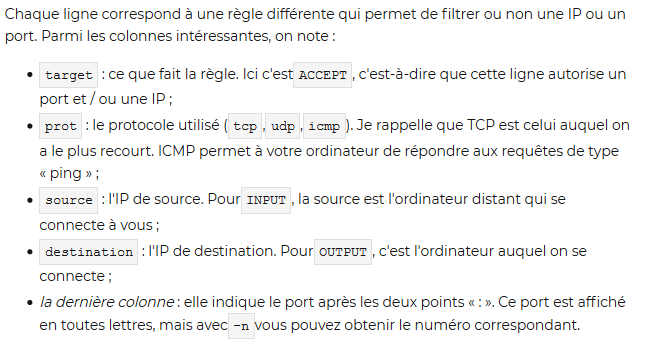 Chaque ligne correspond à une règle différente qui permet de filtrer ou non une IP ou un
port. Parmi les colonnes intéressantes, on note :
• target : ce que fait la règle. Ici c'est ACCEPT , c'est-à-dire que cette ligne autorise un
port et / ou une IP ;
• prot : le protocole utilisé ( tcp , udp , icmp ). Je rappelle que TCP est celui auquel on
a le plus recourt. ICMP permet à votre ordinateur de répondre aux requêtes de type
« ping » ;
• source : l'IP de source. Pour INPUT , la source est l'ordinateur distant qui se
connecte à vous ;
• destination : l'IP de destination. Pour OUTPUT , c'est l'ordinateur auquel on se
connecte ;
• la dernière colonne : elle indique le port après les deux points « : ». Ce port est affiché
en toutes lettres, mais avec -n vous pouvez obtenir le numéro correspondant.